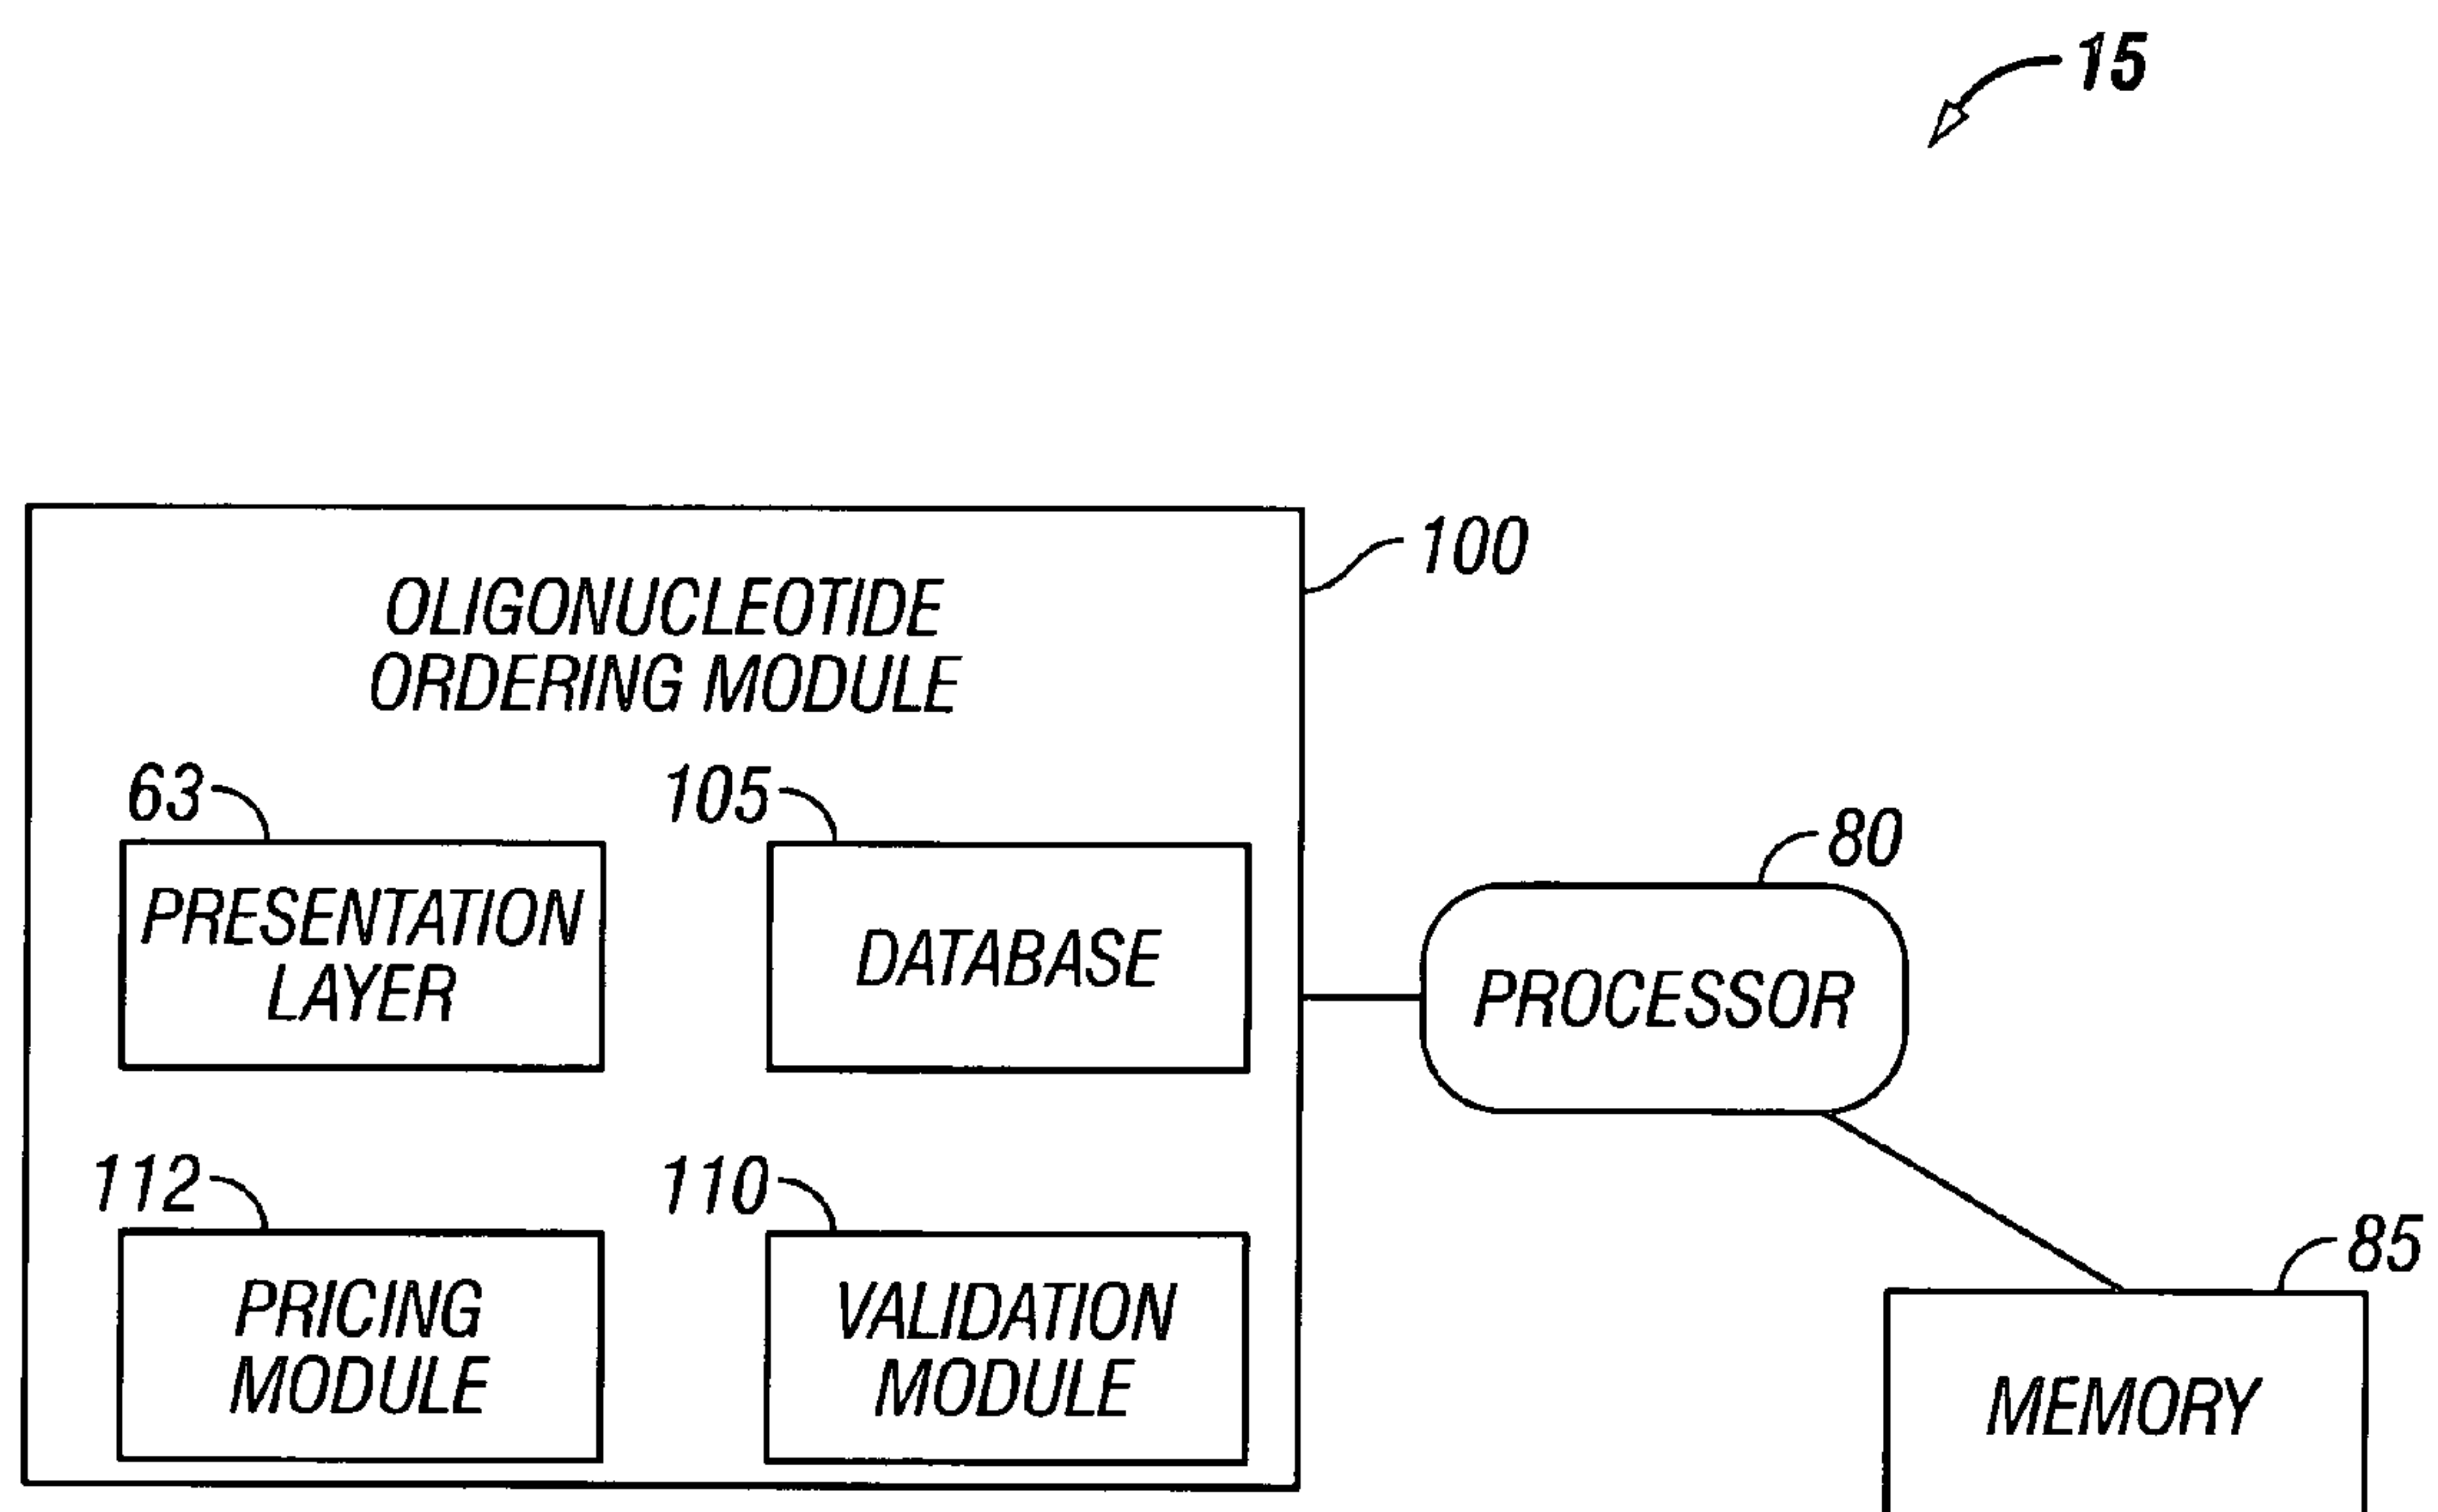 15
100
OLIGONUCLEOTIDE
ORDERING MODULE
63
105
PRESENTATION
LAYER
DATABASE
80
PROCESSOR
112
110
PRICING
MODULE
VALIDATION
MODULE
85
MEMORY